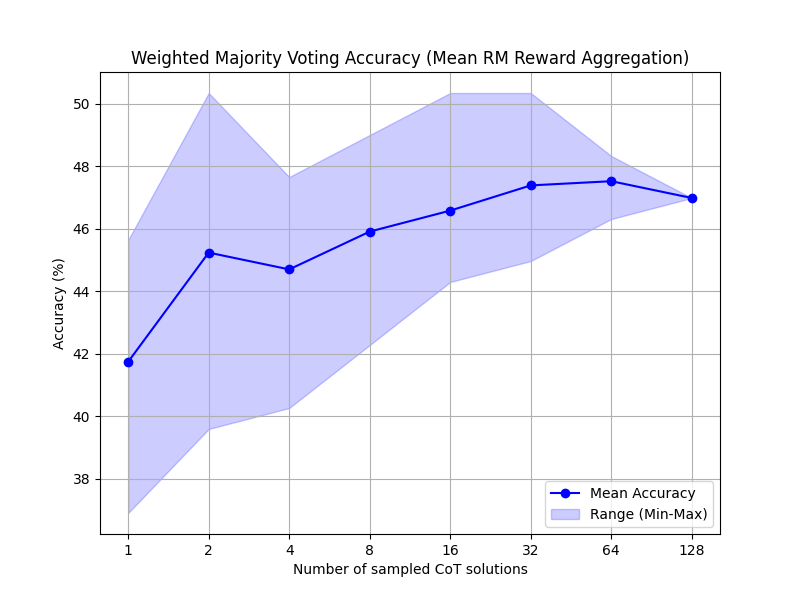 Weighted Majority Voting Accuracy (Mean RM Reward Aggregation)
50
48
46
44
42
40
38
Accuracy (%)
Mean Accuracy
Range (Min-Max)
1 2 4 8 16 32 64 128
Number of sampled CoT solutions